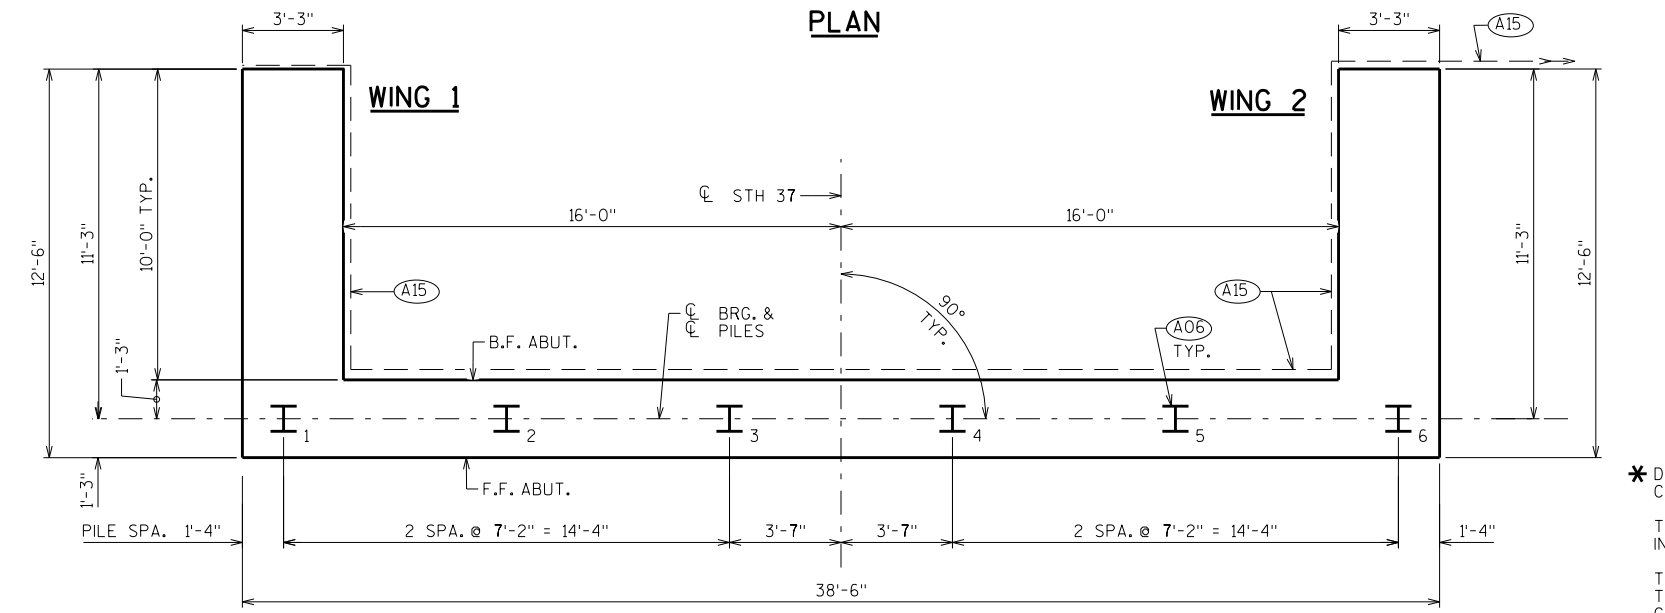 PLAN
3'-3"
3'-3"
A15
WING 1
WING 2
℄ STH 37
16'-0"
16'-0"
12'-6"
11'-3"
10'-0" TYP.
11'-3"
12'-6"
A15
A15
90°
TYP.
℄ BRG. &
℄ PILES
A06
TYP.
B.F. ABUT.
1'-3"
1
2
3
4
5
6
1'-3"
F.F. ABUT.
PILE SPA. 1'-4"
2 SPA. @ 7'-2" = 14'-4"
3'-7"
3'-7"
2 SPA. @ 7'-2" = 14'-4"
1'-4"
38'-6"